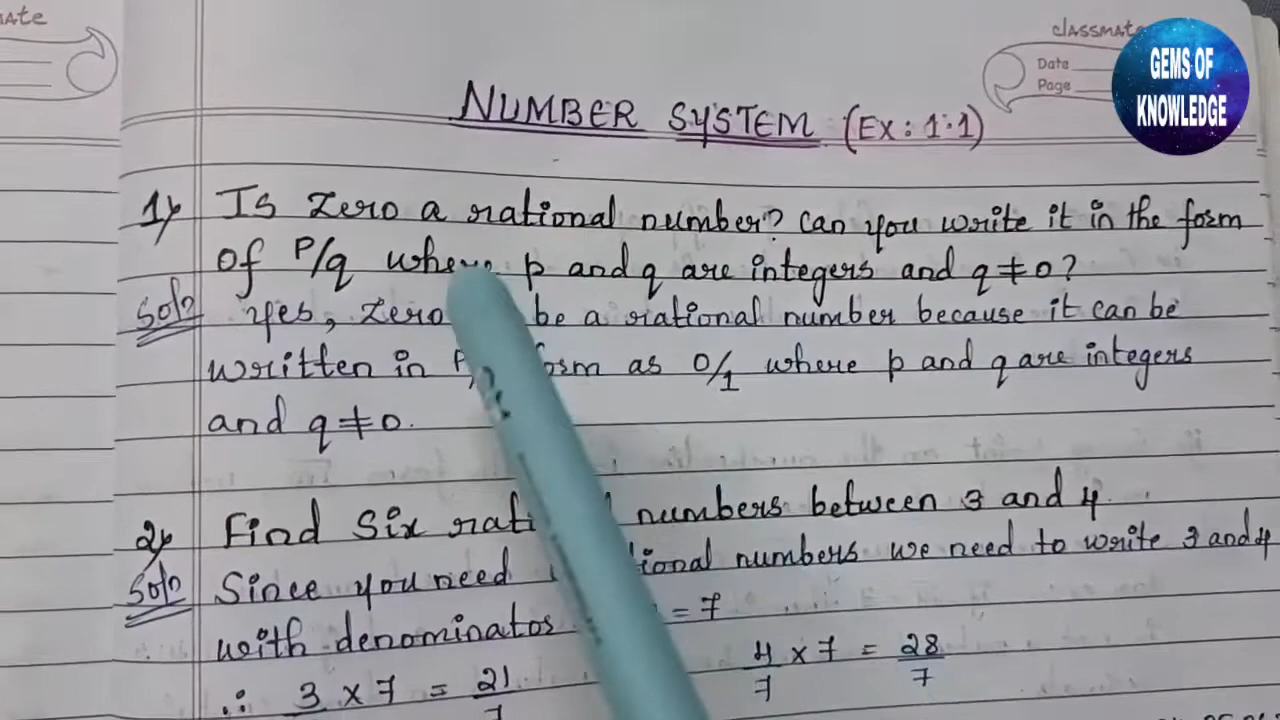 MATE
classmate
Date
Page
GEMS OF
KNOWLEDGE
NUMBER SYSTEM (Ex: 1.1)
1) Is zero a rational number? Can you write it in the form
of P/q where p and q are integers and q ≠ 0?
Soln Yes, zero be a rational number because it can be
written in P form as 0/1 where p and q are integers
and q ≠ 0.
2) Find Six numbers between 3 and 4.
Soln Since you need numbers we need to write 3 and 4
with denominator = 7
∴ 3 × 7 = 21/7 4/7 × 7 = 28/7